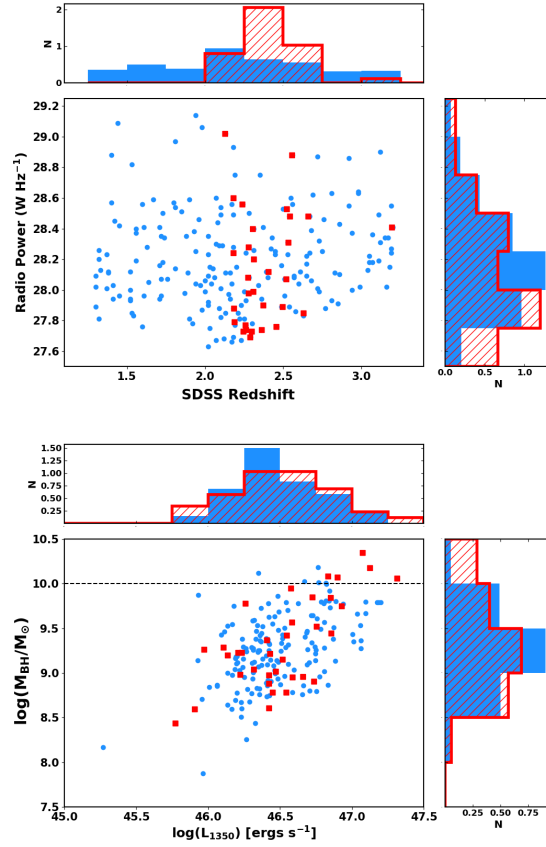 2
1
0
N
29.2
29.0
28.8
28.6
28.4
28.2
28.0
27.8
27.6
Radio Power (W Hz⁻¹)
1.5 2.0 2.5 3.0
SDSS Redshift
0.0 0.5 1.0
N
1.50
1.25
1.00
0.75
0.50
0.25
N
10.5
10.0
9.5
9.0
8.5
8.0
7.5
log(M_BH/M_⊙)
45.0 45.5 46.0 46.5 47.0 47.5
log(L₁₃₅₀) [ergs s⁻¹]
0.25 0.50 0.75
N